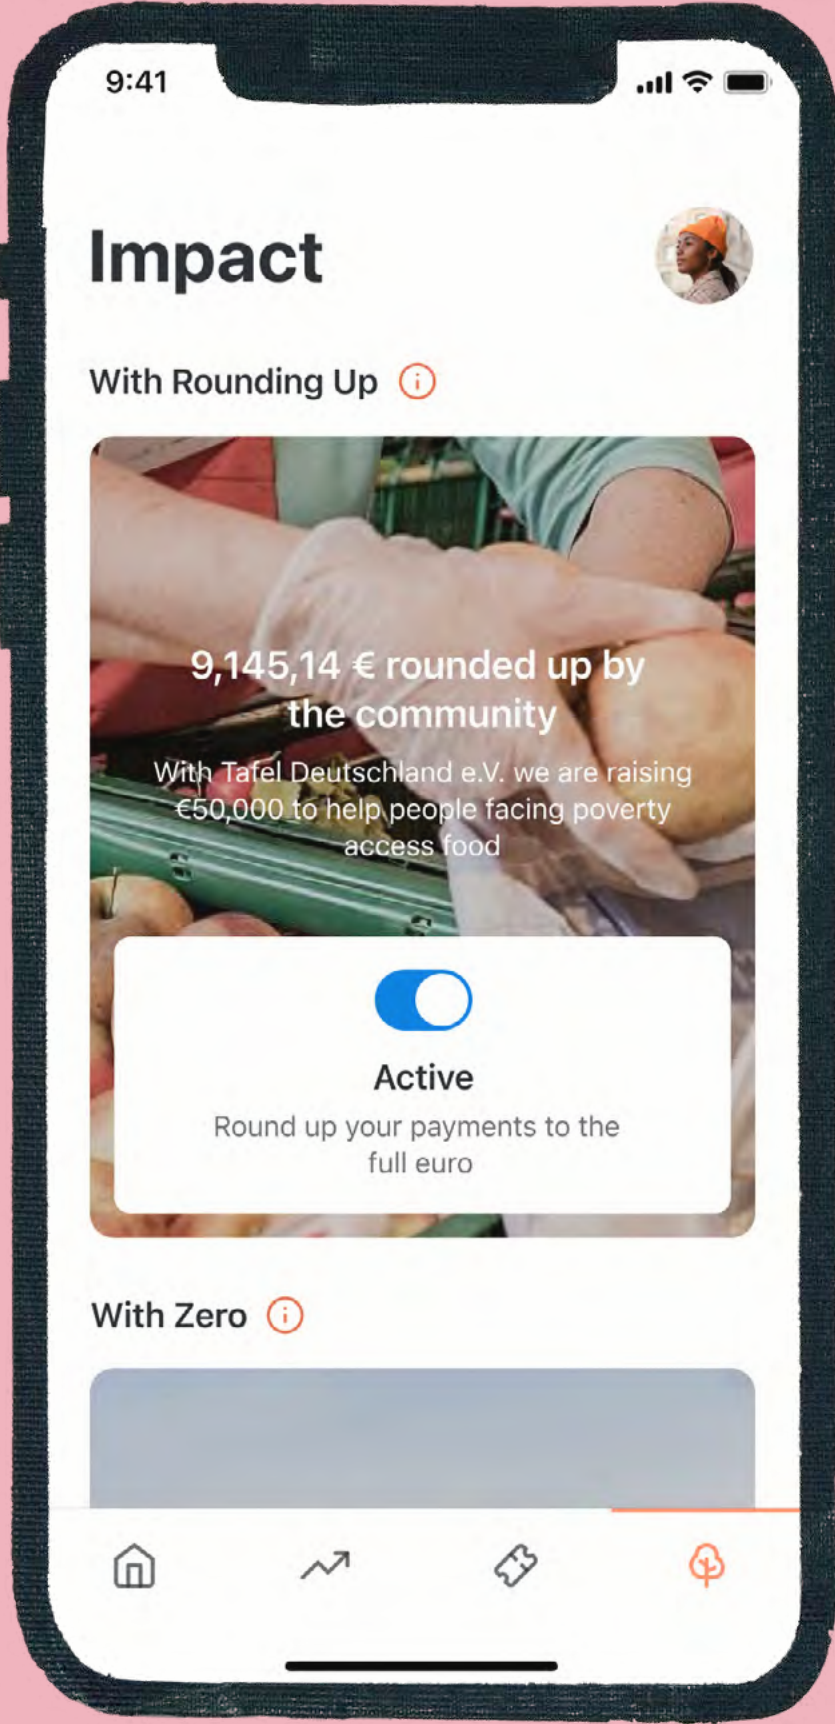 9:41
Impact
With Rounding Up
9,145,14 € rounded up by
the community
With Tafel Deutschland e.V. we are raising
€50,000 to help people facing poverty
access food
Active
Round up your payments to the
full euro
With Zero